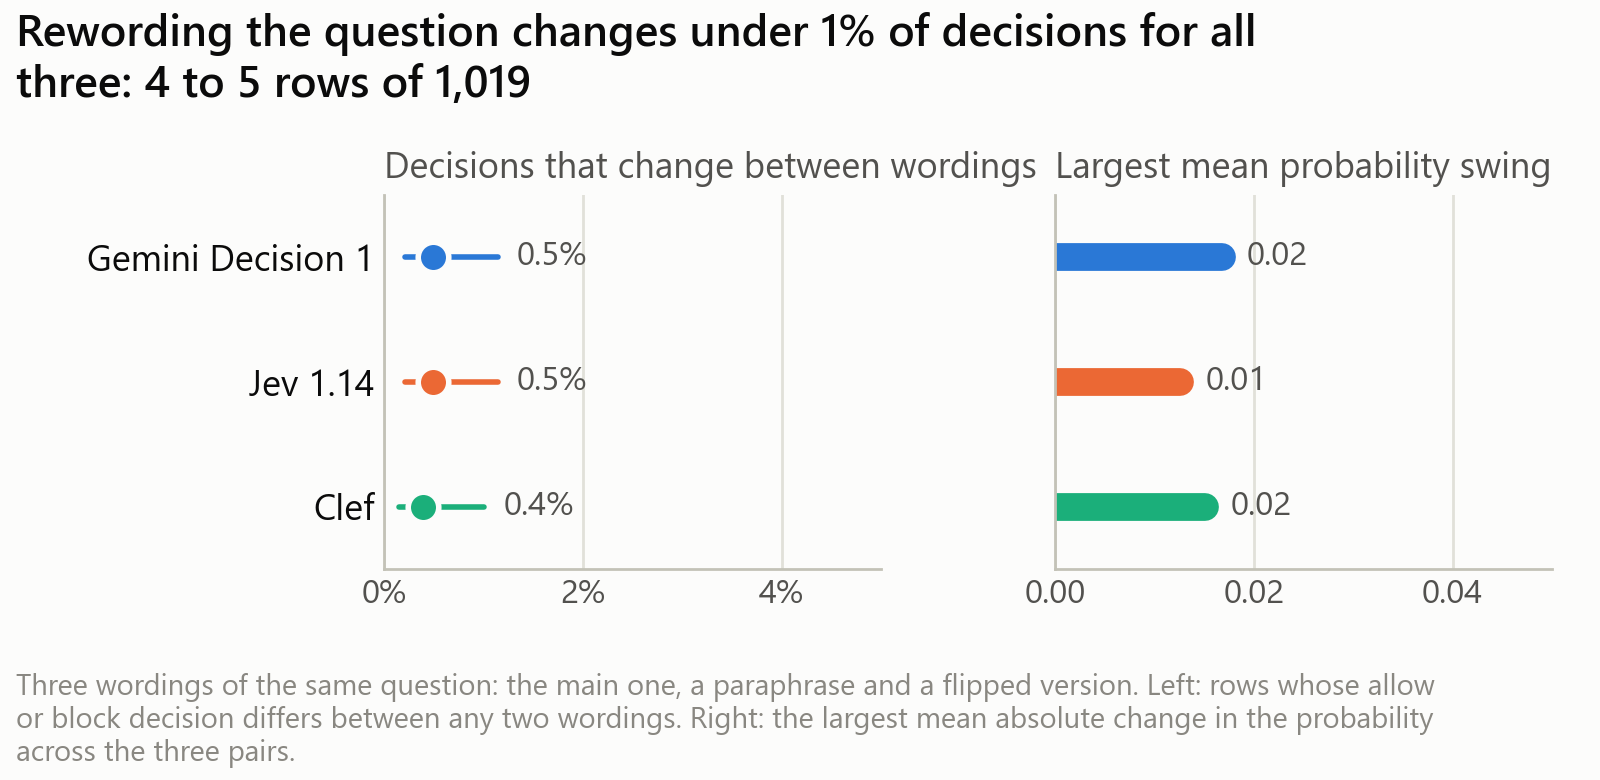 Rewording the question changes under 1% of decisions for all
three: 4 to 5 rows of 1,019
Decisions that change between wordings
Largest mean probability swing
Gemini Decision 1
0.5%
0.02
Jev 1.14
0.5%
0.01
Clef
0.4%
0.02
0%
2%
4%
0.00
0.02
0.04
Three wordings of the same question: the main one, a paraphrase and a flipped version. Left: rows whose allow
or block decision differs between any two wordings. Right: the largest mean absolute change in the probability
across the three pairs.